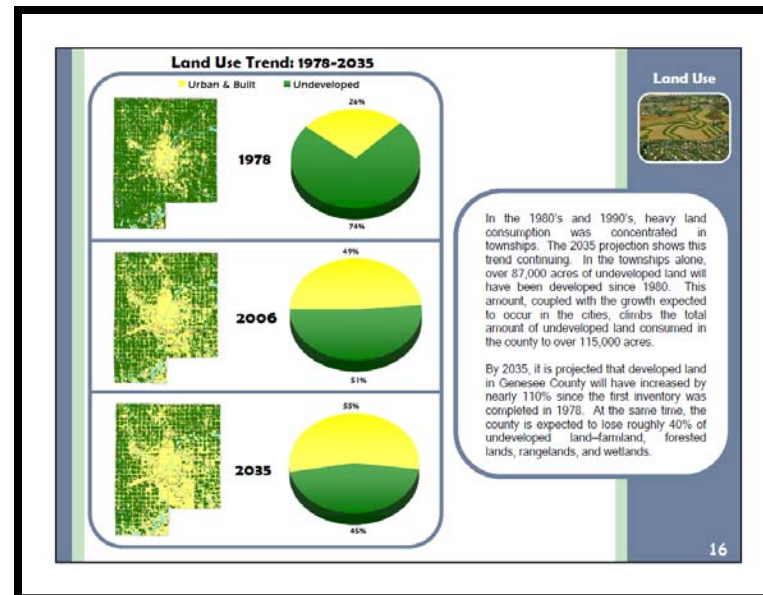 Land Use Trend: 1978-2035
Urban & Built
Undeveloped
26%
1978
74%
49%
2006
51%
55%
2035
45%
Land Use
In the 1980's and 1990's, heavy land
consumption was concentrated in
townships. The 2035 projection shows this
trend continuing. In the townships alone,
over 87,000 acres of undeveloped land will
have been developed since 1980. This
amount, coupled with the growth expected
to occur in the cities, climbs the total
amount of undeveloped land consumed in
the county to over 115,000 acres.
By 2035, it is projected that developed land
in Genesee County will have increased by
nearly 110% since the first inventory was
completed in 1978. At the same time, the
county is expected to lose roughly 40% of
undeveloped land–farmland, forested
lands, rangelands, and wetlands.
16